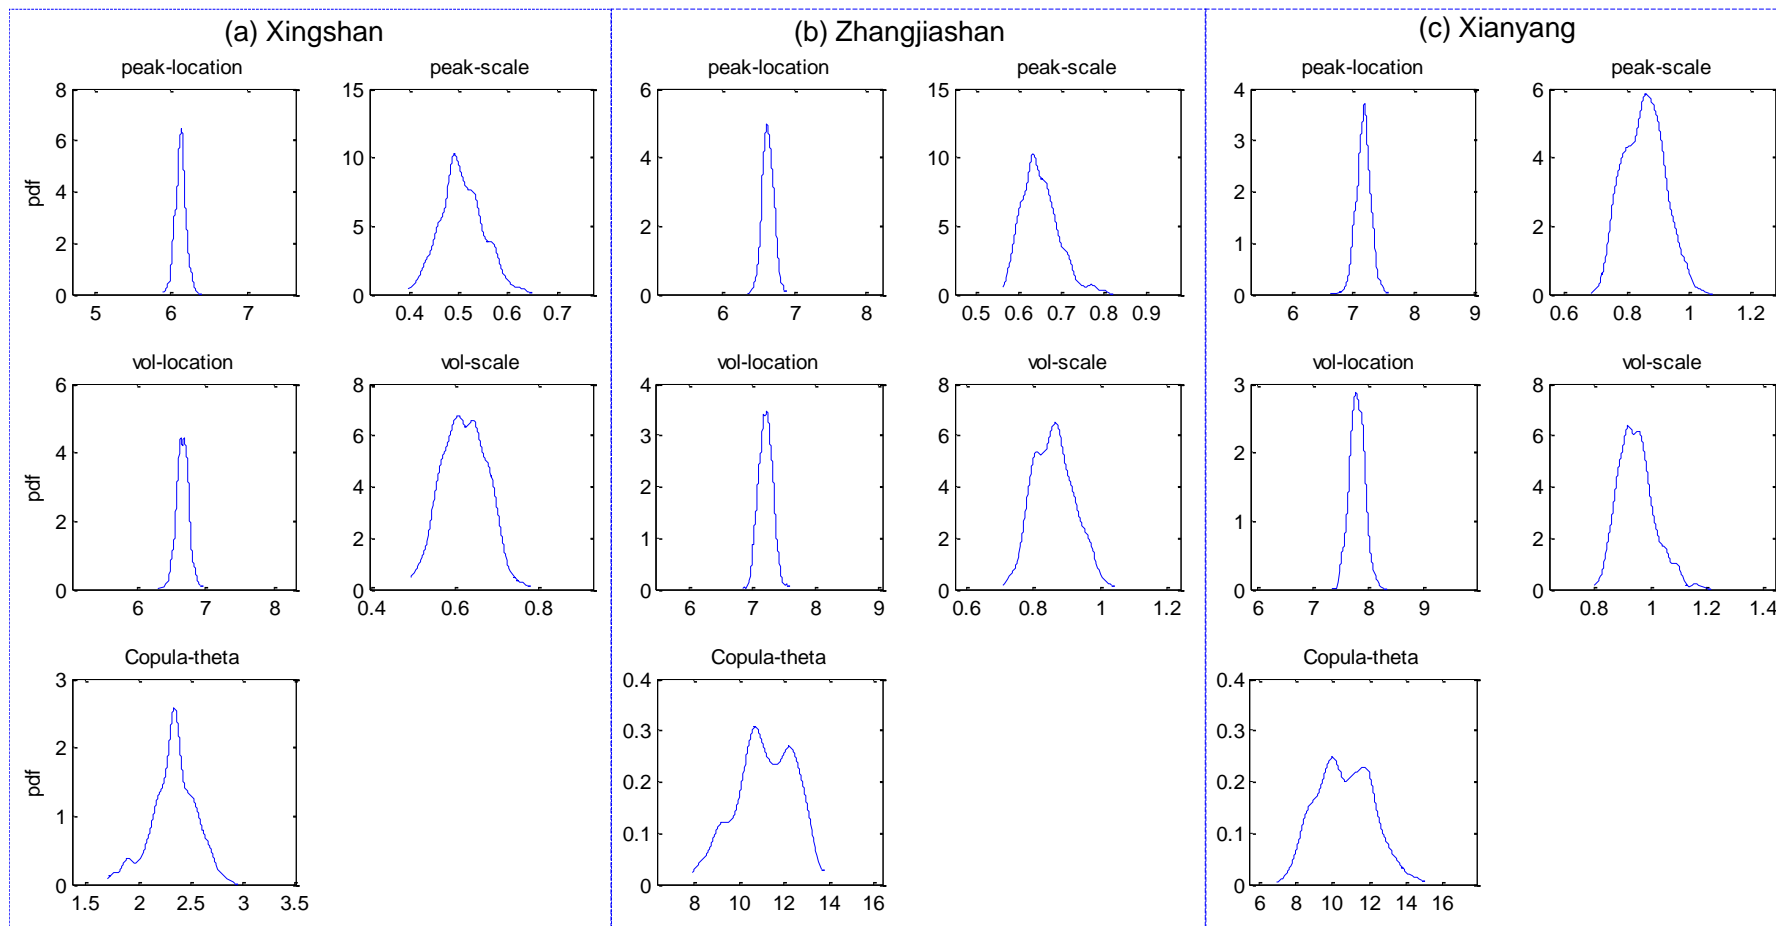 (a) Xingshan
peak-location
peak-scale
8
6
4
2
0
pdf
5 6 7
15
10
5
0
0.4 0.5 0.6 0.7
vol-location
vol-scale
6
4
2
0
pdf
6 7 8
8
6
4
2
0
0.4 0.6 0.8
Copula-theta
3
2
1
0
pdf
1.5 2 2.5 3 3.5
(b) Zhangjiashan
peak-location
peak-scale
6
4
2
0
6 7 8
15
10
5
0
0.5 0.6 0.7 0.8 0.9
vol-location
vol-scale
4
3
2
1
0
6 7 8 9
8
6
4
2
0
0.6 0.8 1 1.2
Copula-theta
0.4
0.3
0.2
0.1
0
8 10 12 14 16
(c) Xianyang
peak-location
peak-scale
4
3
2
1
0
6 7 8 9
6
4
2
0
0.6 0.8 1 1.2
vol-location
vol-scale
3
2
1
0
6 7 8 9
8
6
4
2
0
0.8 1 1.2 1.4
Copula-theta
0.4
0.3
0.2
0.1
0
6 8 10 12 14 16